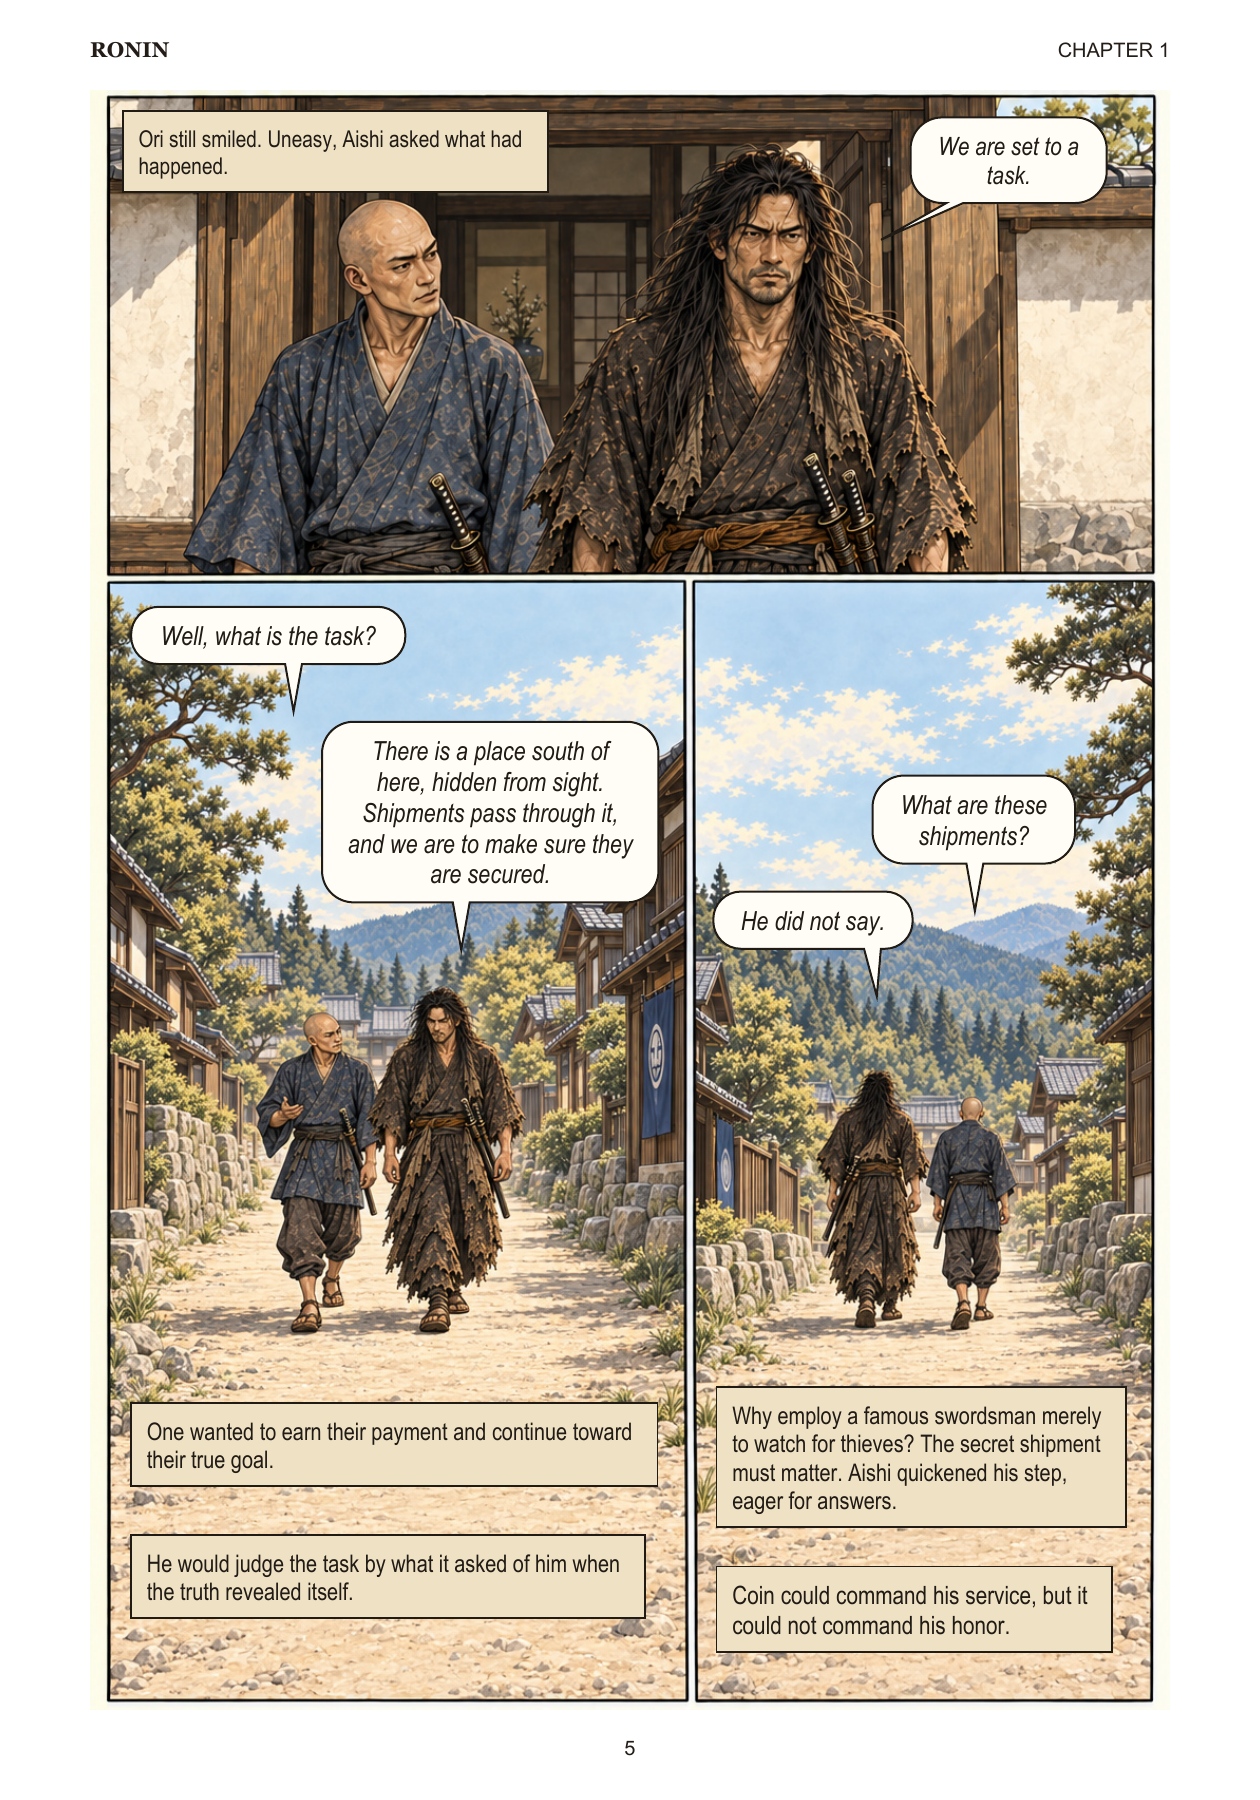 RONIN
CHAPTER 1
Ori still smiled. Uneasy, Aishi asked what had
happened.
We are set to a
task.
Well, what is the task?
There is a place south of
here, hidden from sight.
Shipments pass through it,
and we are to make sure they
are secured.
One wanted to earn their payment and continue toward
their true goal.
He would judge the task by what it asked of him when
the truth revealed itself.
What are these
shipments?
He did not say.
Why employ a famous swordsman merely
to watch for thieves? The secret shipment
must matter. Aishi quickened his step,
eager for answers.
Coin could command his service, but it
could not command his honor.
5